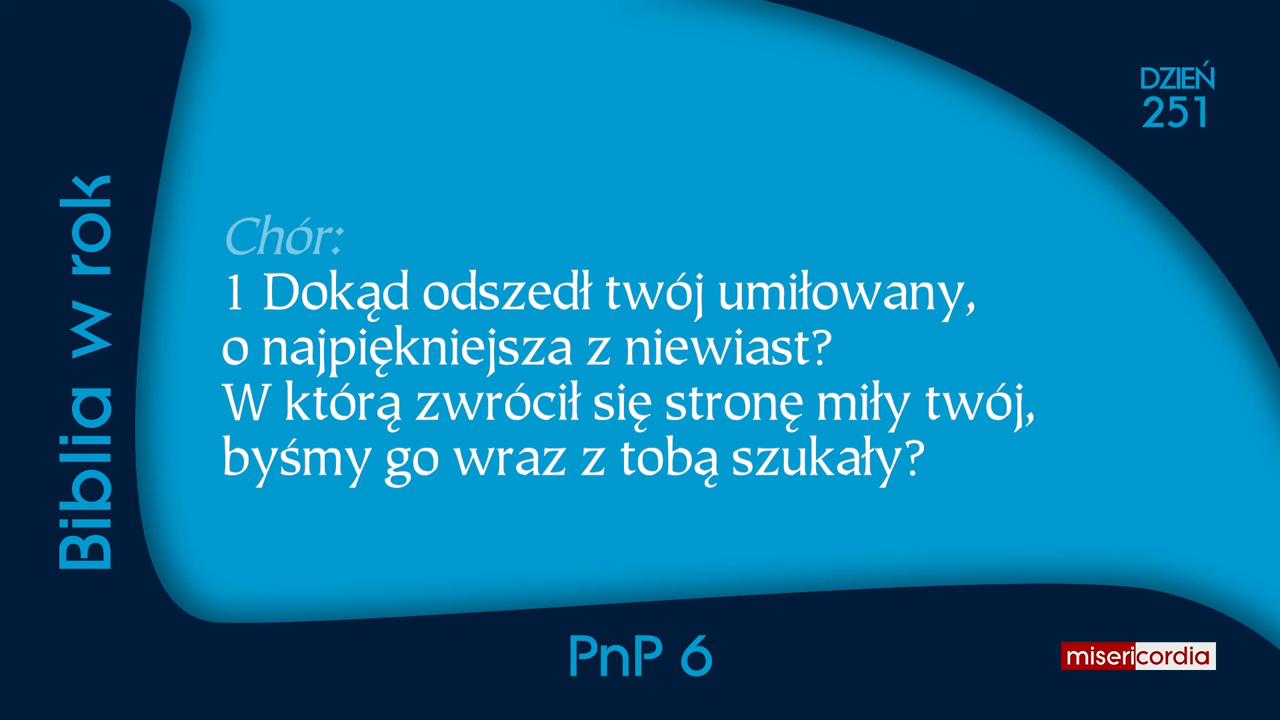 DZIEŃ
251
Biblia w rok
Chór:
1 Dokąd odszedł twój umiłowany,
o najpiękniejsza z niewiast?
W którą zwrócił się stronę miły twój,
byśmy go wraz z tobą szukały?
PnP 6
misericordia